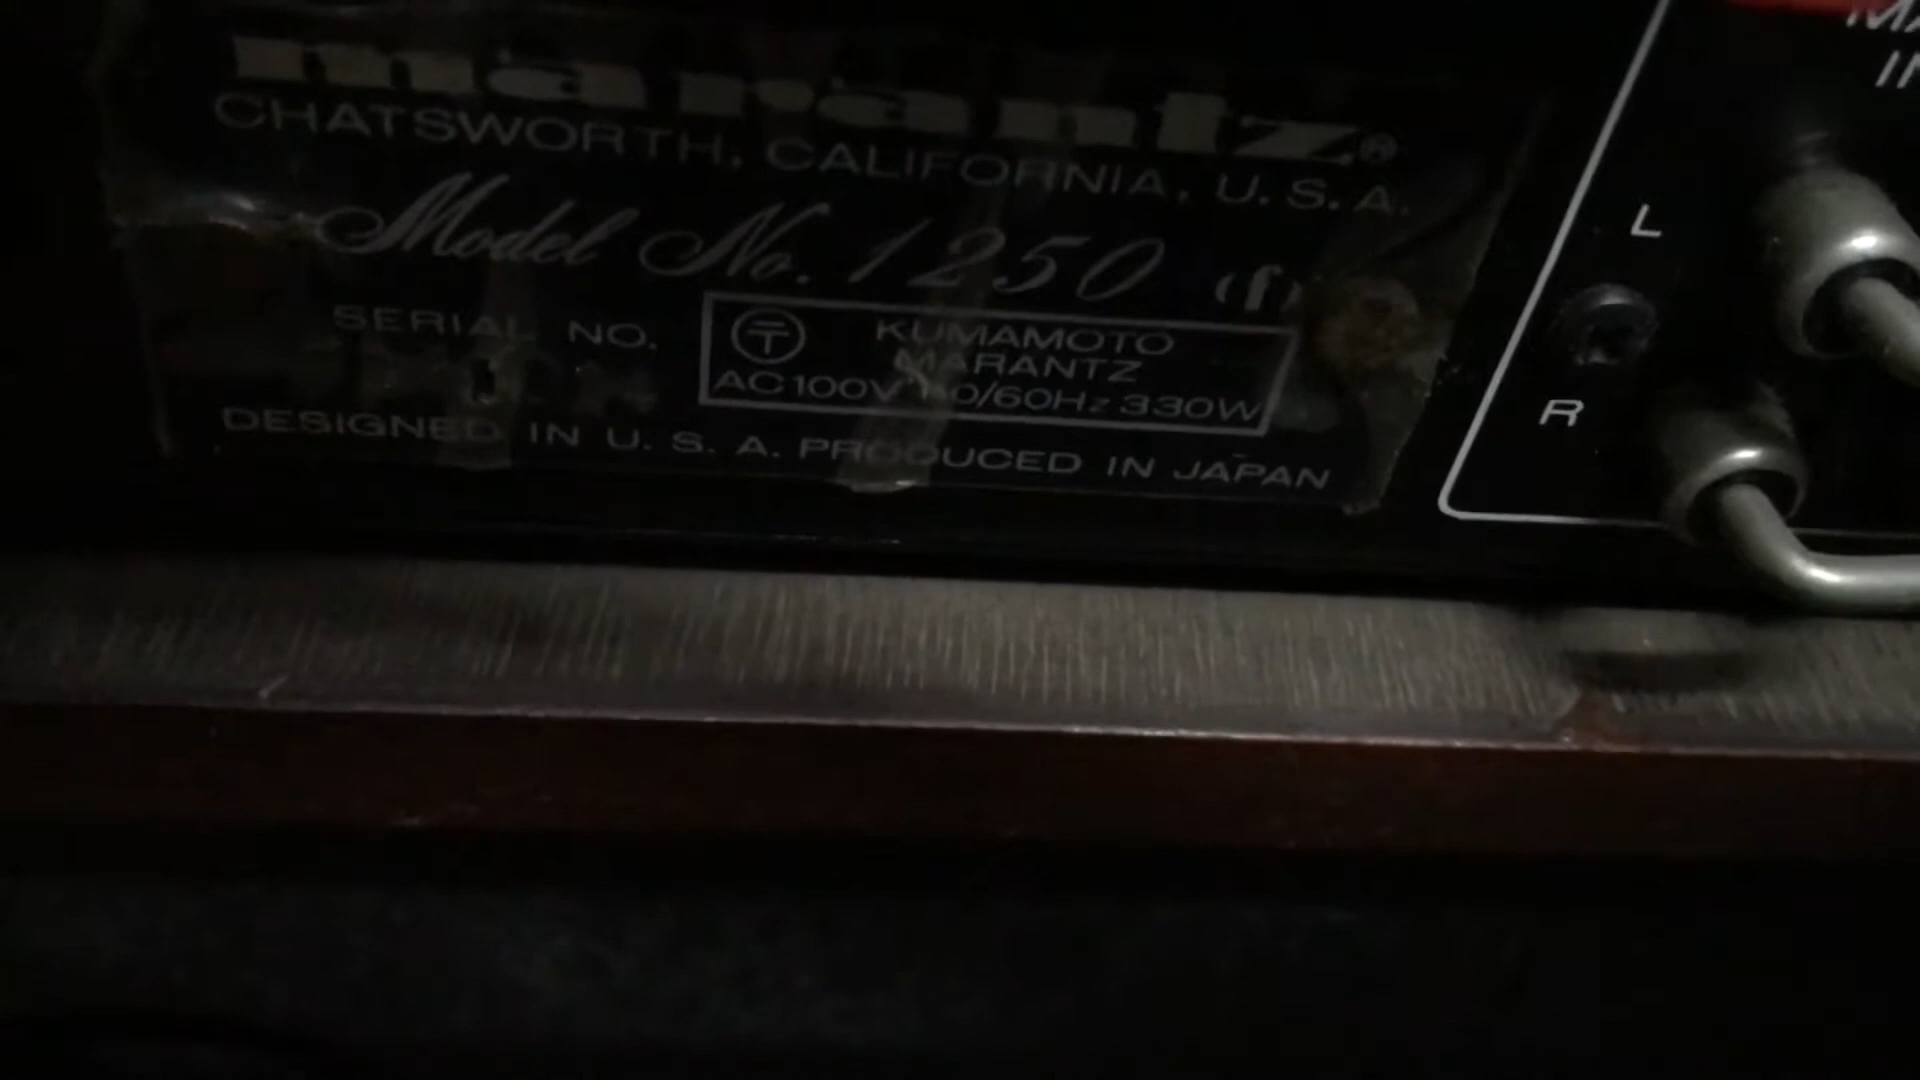 marantz®
CHATSWORTH, CALIFORNIA, U. S. A.
Model No. 1250 (f)
SERIAL NO.
〒 KUMAMOTO
MARANTZ
AC100V 50/60Hz 330W
DESIGNED IN U. S. A. PRODUCED IN JAPAN
L
R